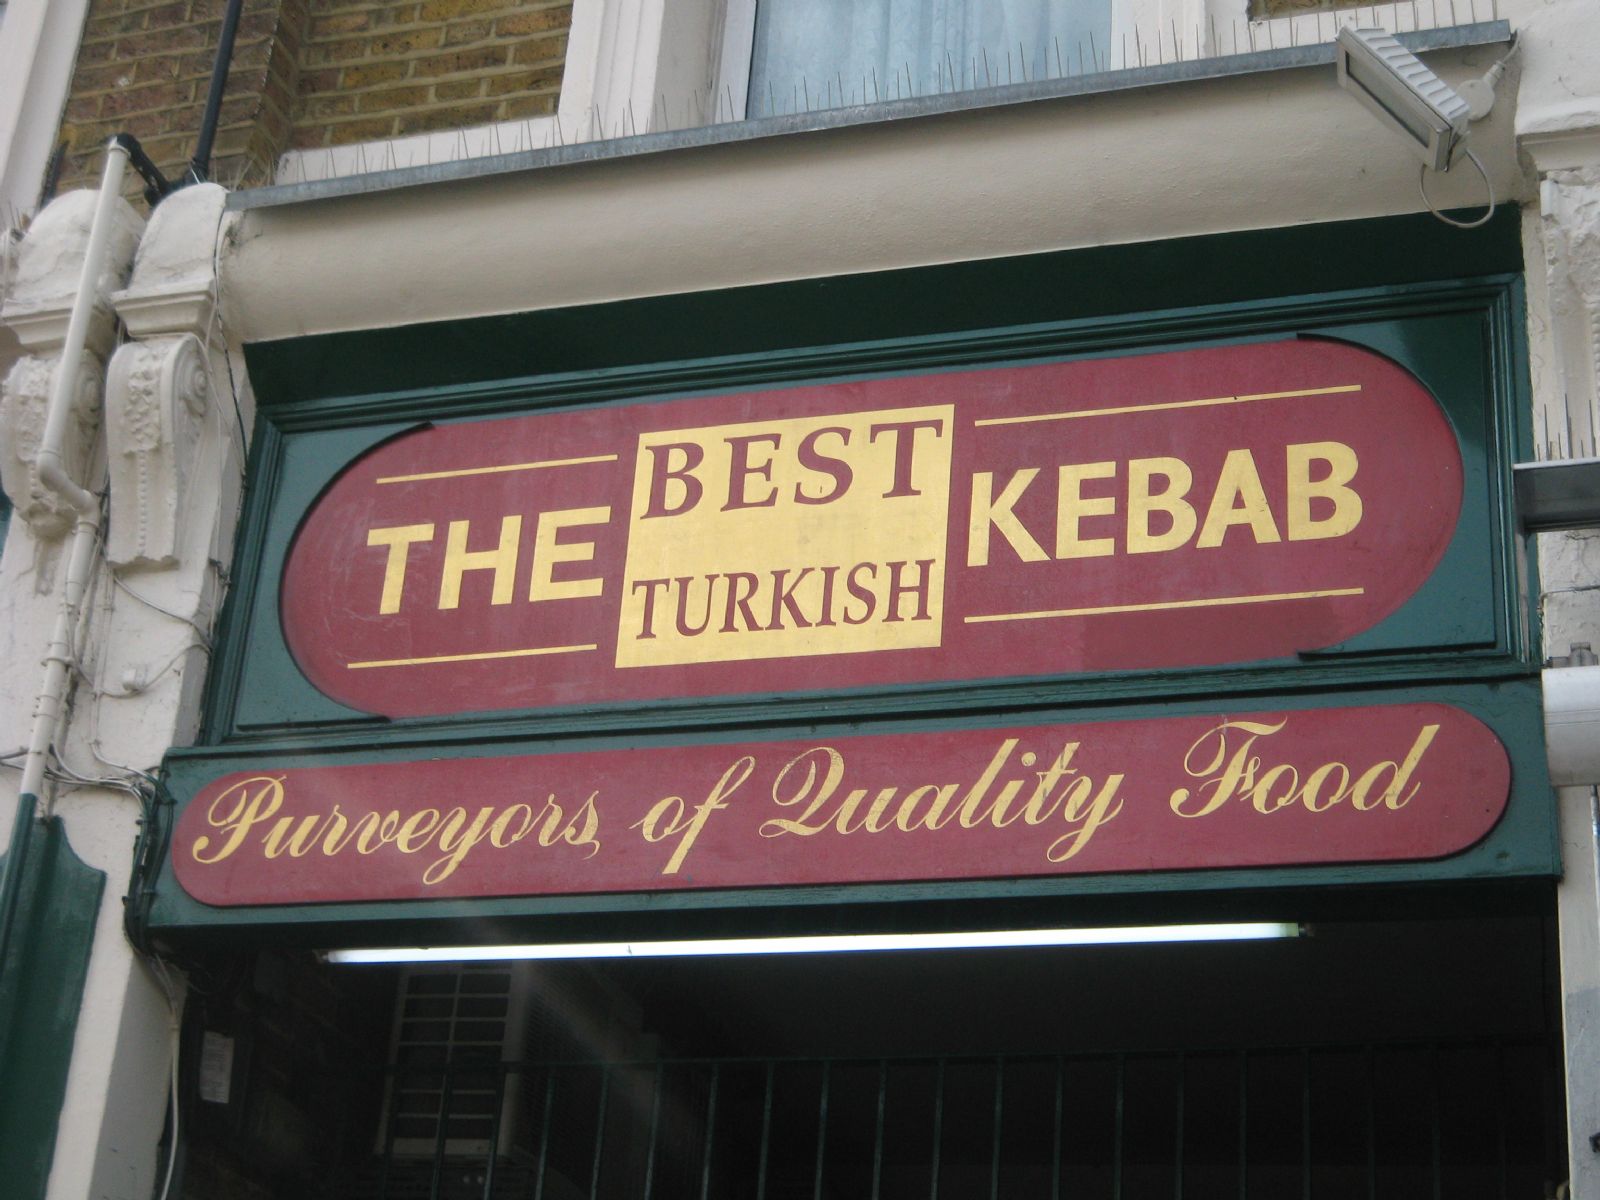 THE BEST TURKISH KEBAB
Purveyors of Quality Food